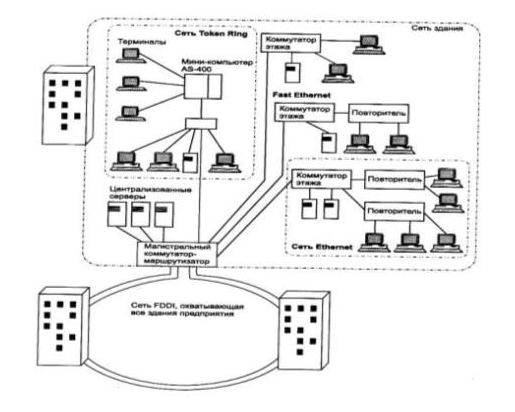 Сеть Token Ring
Терминалы
Мини-компьютер
AS-400
Коммутатор
этажа
Сеть здания
Fast Ethernet
Коммутатор
этажа
Повторитель
Коммутатор
этажа
Повторитель
Повторитель
Сеть Ethernet
Централизованные
серверы
Магистральный
коммутатор-
маршрутизатор
Сеть FDDI, охватывающая
все здания предприятия